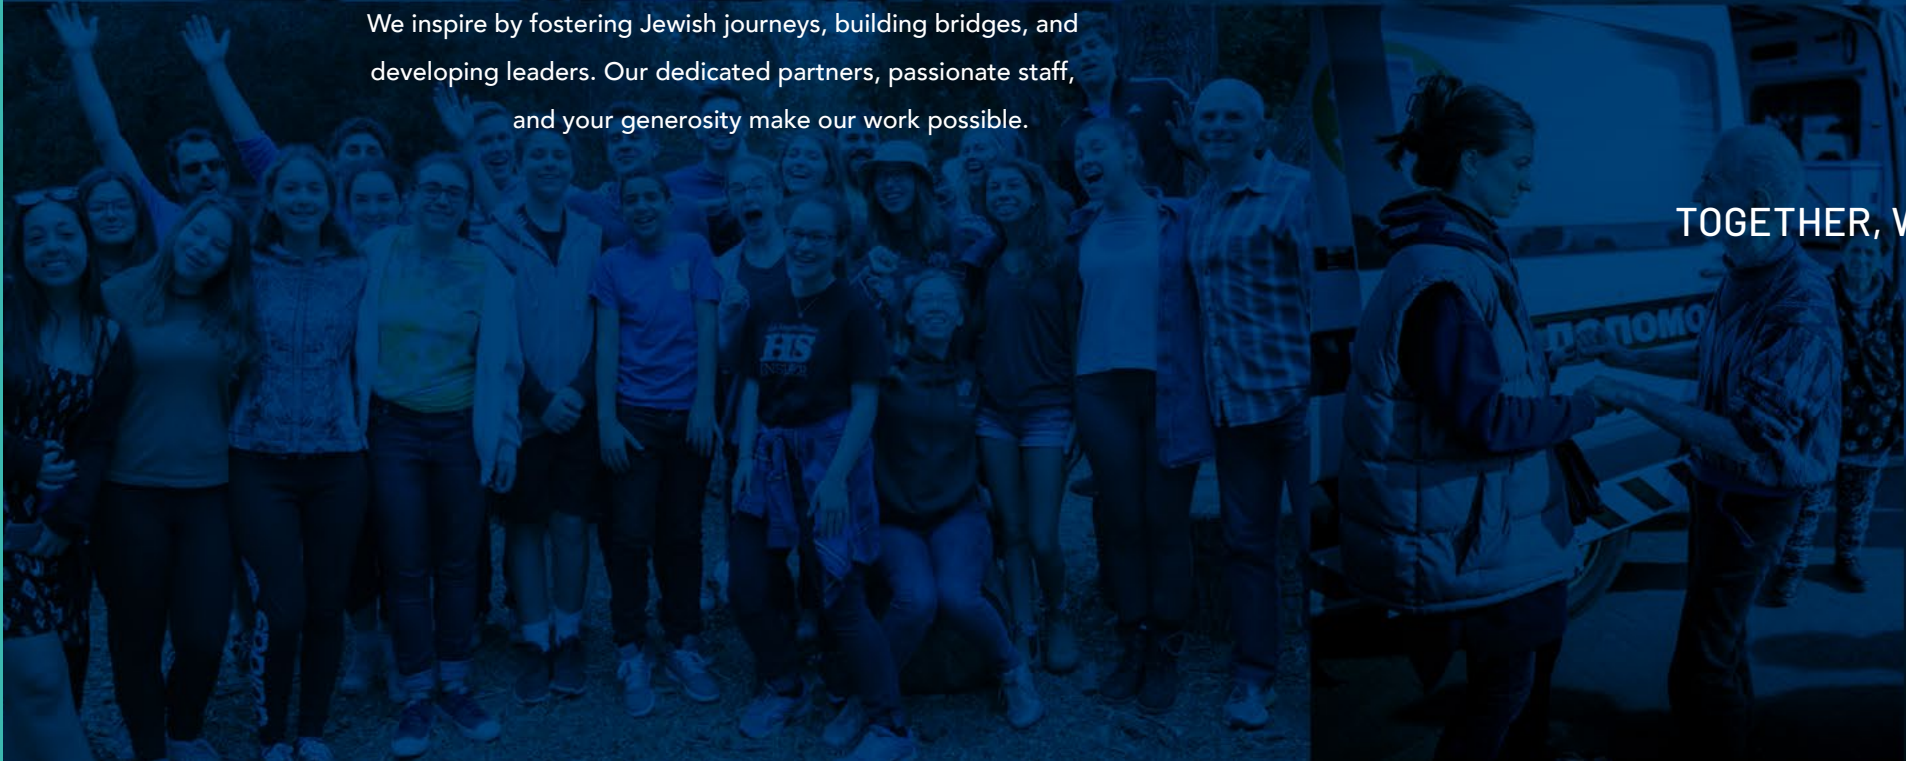 We inspire by fostering Jewish journeys, building bridges, and
developing leaders. Our dedicated partners, passionate staff,
and your generosity make our work possible.
TOGETHER, W
HS